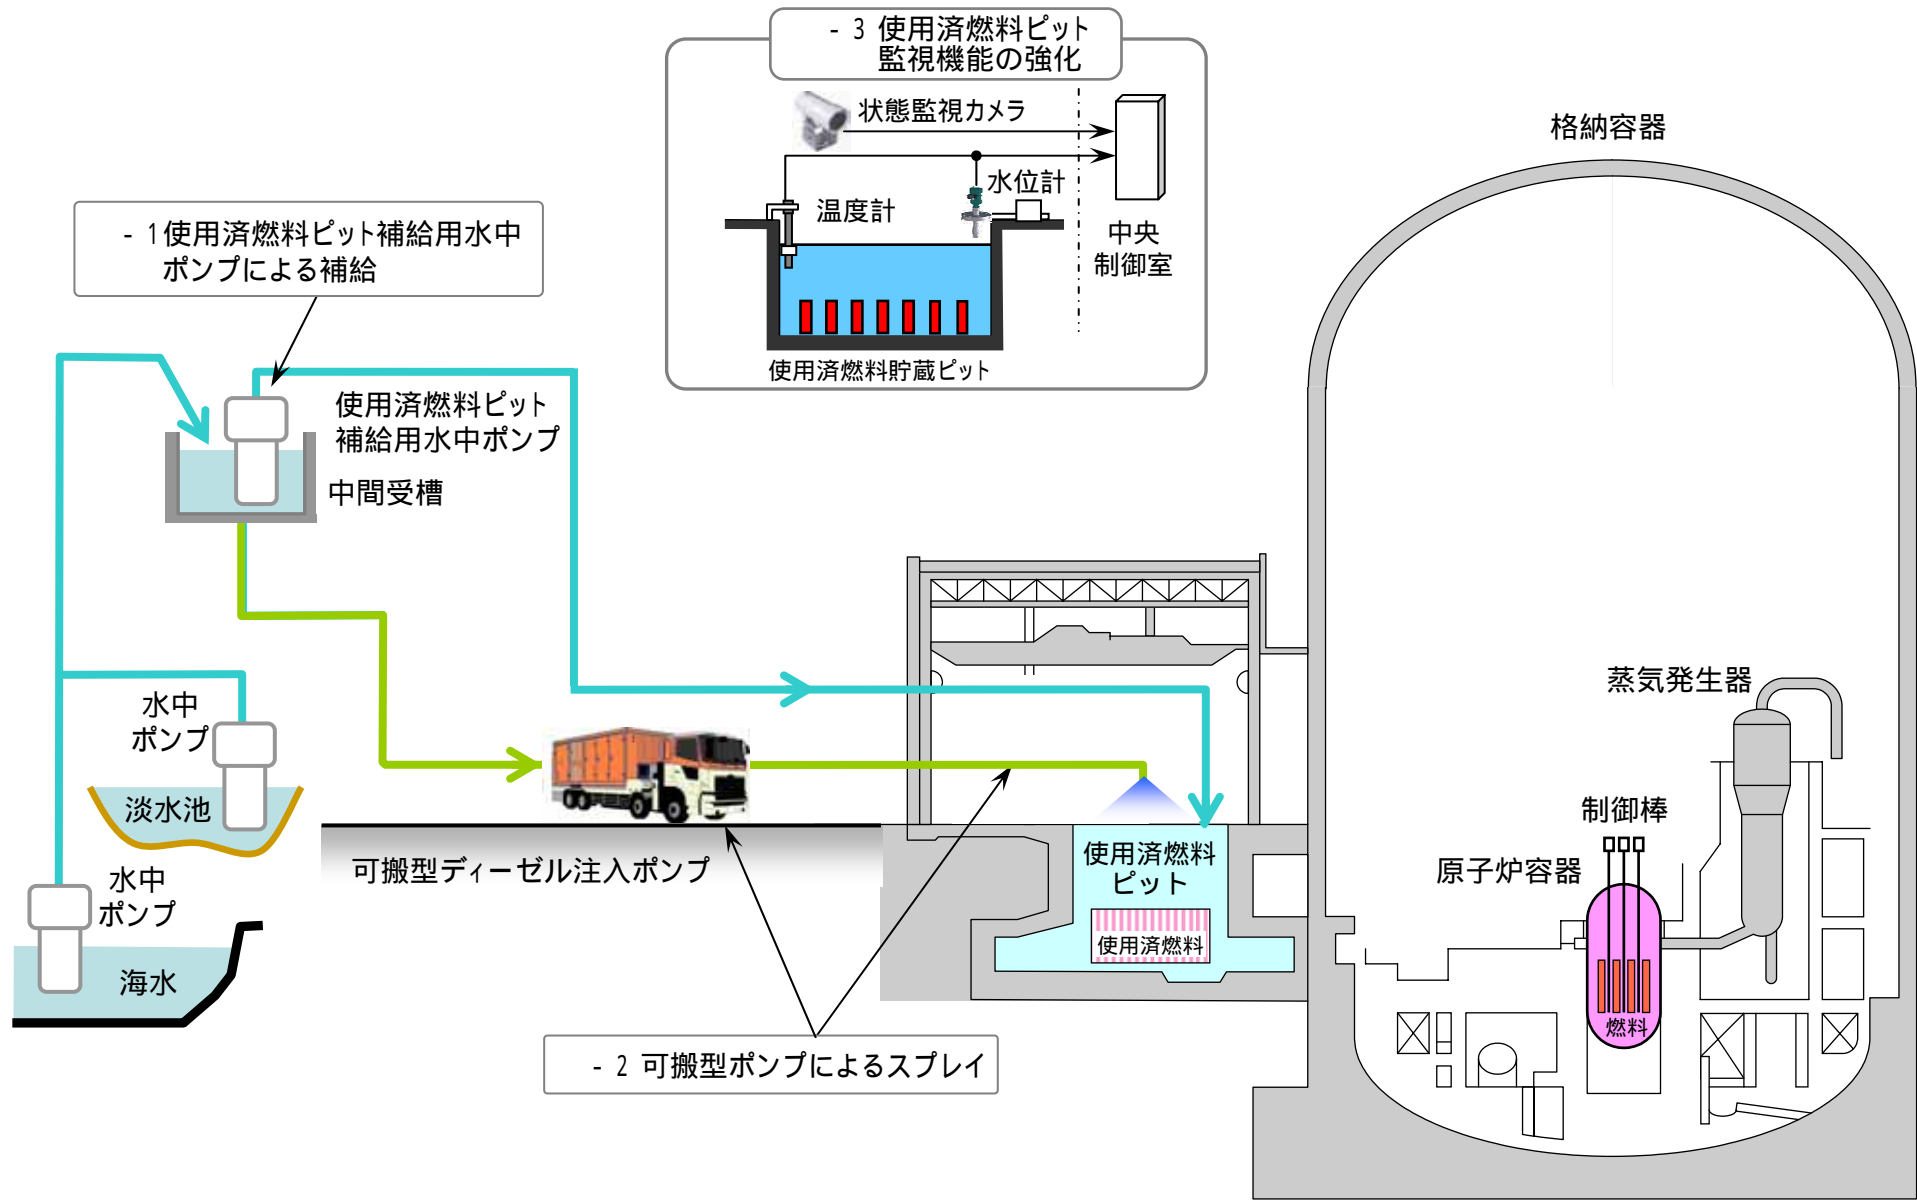 - 3 使用済燃料ピット
監視機能の強化
状態監視カメラ
水位計
温度計
中央
制御室
使用済燃料貯蔵ピット
格納容器
- 1使用済燃料ピット補給用水中
ポンプによる補給
使用済燃料ピット
補給用水中ポンプ
中間受槽
水中
ポンプ
淡水池
水中
ポンプ
海水
可搬型ディーゼル注入ポンプ
使用済燃料
ピット
使用済燃料
- 2 可搬型ポンプによるスプレイ
蒸気発生器
制御棒
原子炉容器
燃料